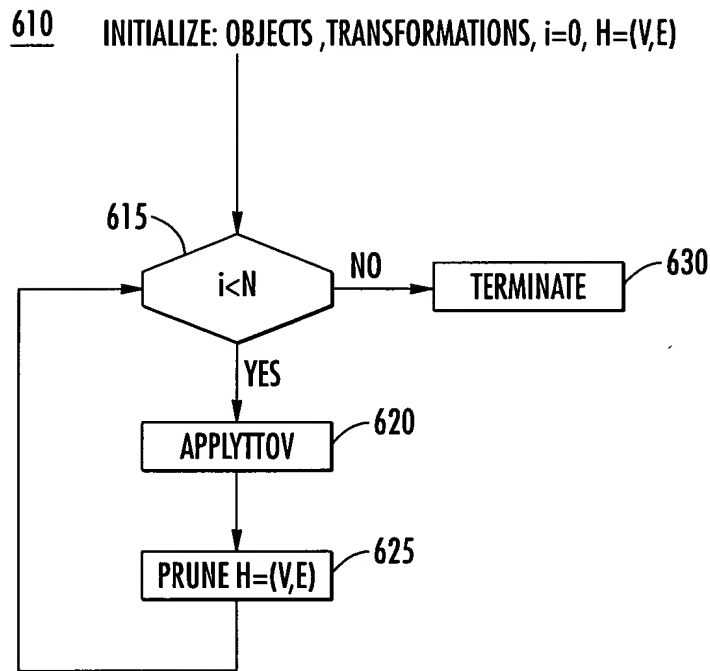 610 INITIALIZE: OBJECTS ,TRANSFORMATIONS, i=0, H=(V,E)
615
i<N
NO
TERMINATE
630
YES
APPLYTTOV
620
PRUNE H=(V,E)
625